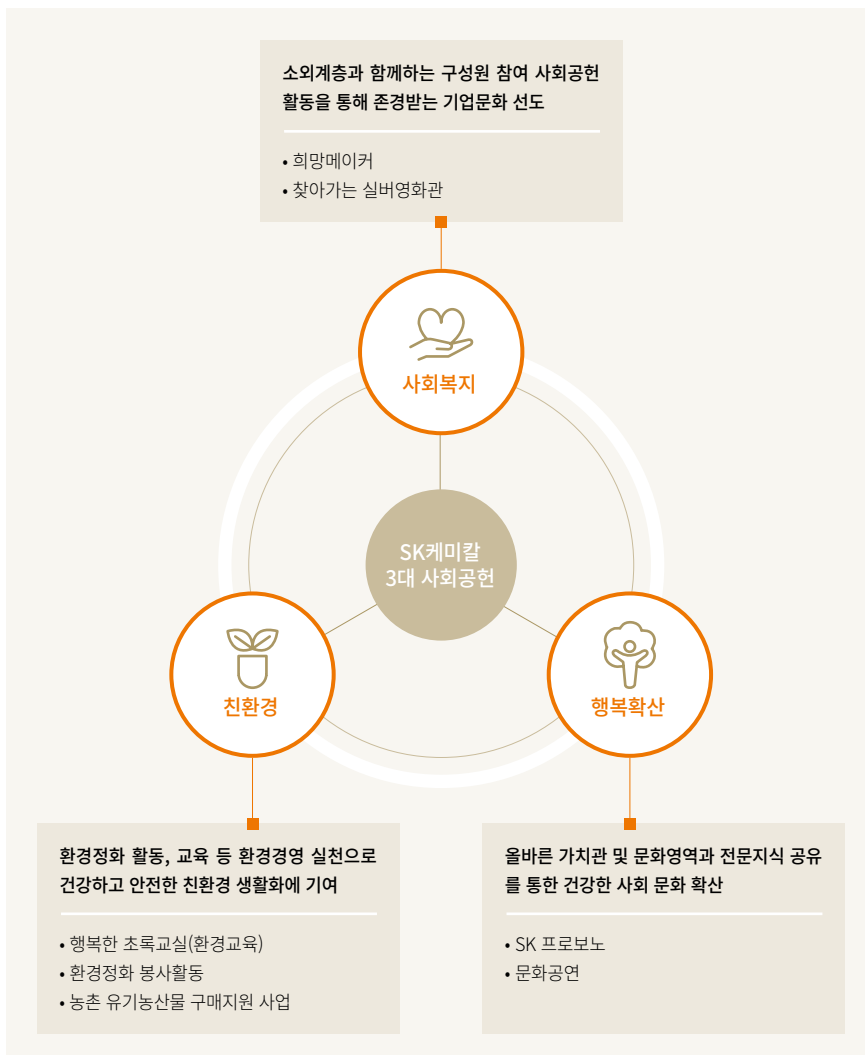 소외계층과 함께하는 구성원 참여 사회공헌
활동을 통해 존경받는 기업문화 선도
• 희망메이커
• 찾아가는 실버영화관
사회복지
SK케미칼
3대 사회공헌
친환경
행복확산
환경정화 활동, 교육 등 환경경영 실천으로
건강하고 안전한 친환경 생활화에 기여
• 행복한 초록교실(환경교육)
• 환경정화 봉사활동
• 농촌 유기농산물 구매지원 사업
올바른 가치관 및 문화영역과 전문지식 공유
를 통한 건강한 사회 문화 확산
• SK 프로보노
• 문화공연